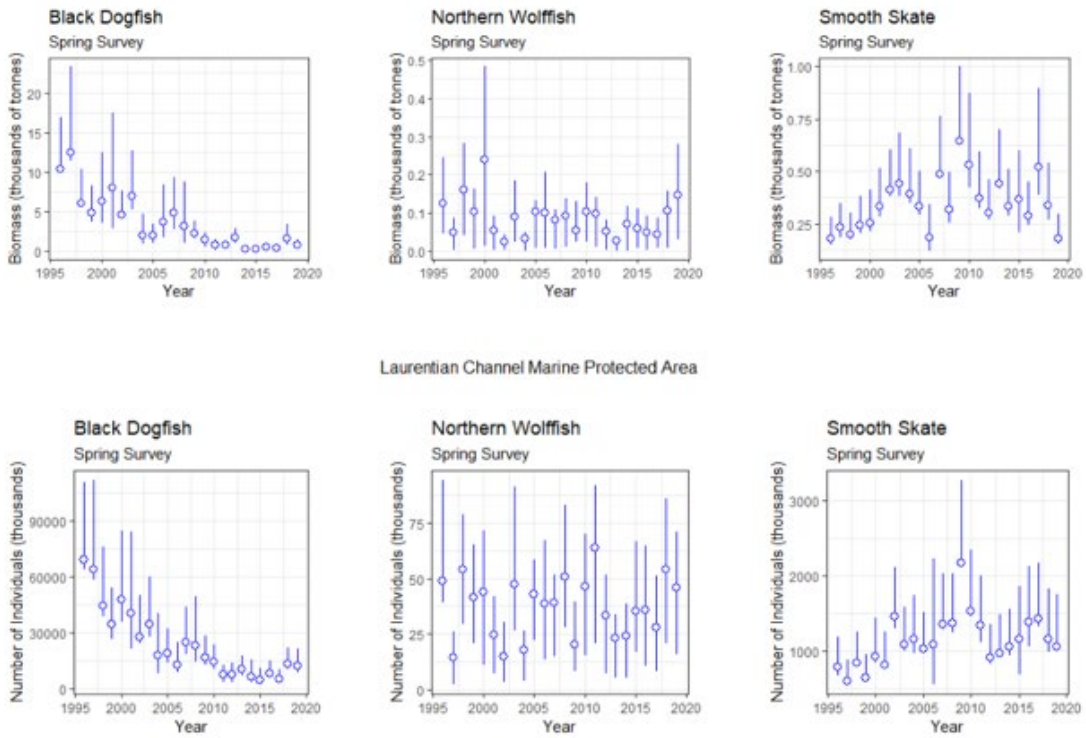 Black Dogfish
Spring Survey
Biomass (thousands of tonnes)
20
15
10
5
0
1995 2000 2005 2010 2015 2020
Year
Northern Wolffish
Spring Survey
Biomass (thousands of tonnes)
0.5
0.4
0.3
0.2
0.1
0.0
1995 2000 2005 2010 2015 2020
Year
Smooth Skate
Spring Survey
Biomass (thousands of tonnes)
1.00
0.75
0.50
0.25
1995 2000 2005 2010 2015 2020
Year
Laurentian Channel Marine Protected Area
Black Dogfish
Spring Survey
Number of Individuals (thousands)
90000
60000
30000
0
1995 2000 2005 2010 2015 2020
Year
Northern Wolffish
Spring Survey
Number of Individuals (thousands)
75
50
25
0
1995 2000 2005 2010 2015 2020
Year
Smooth Skate
Spring Survey
Number of Individuals (thousands)
3000
2000
1000
1995 2000 2005 2010 2015 2020
Year